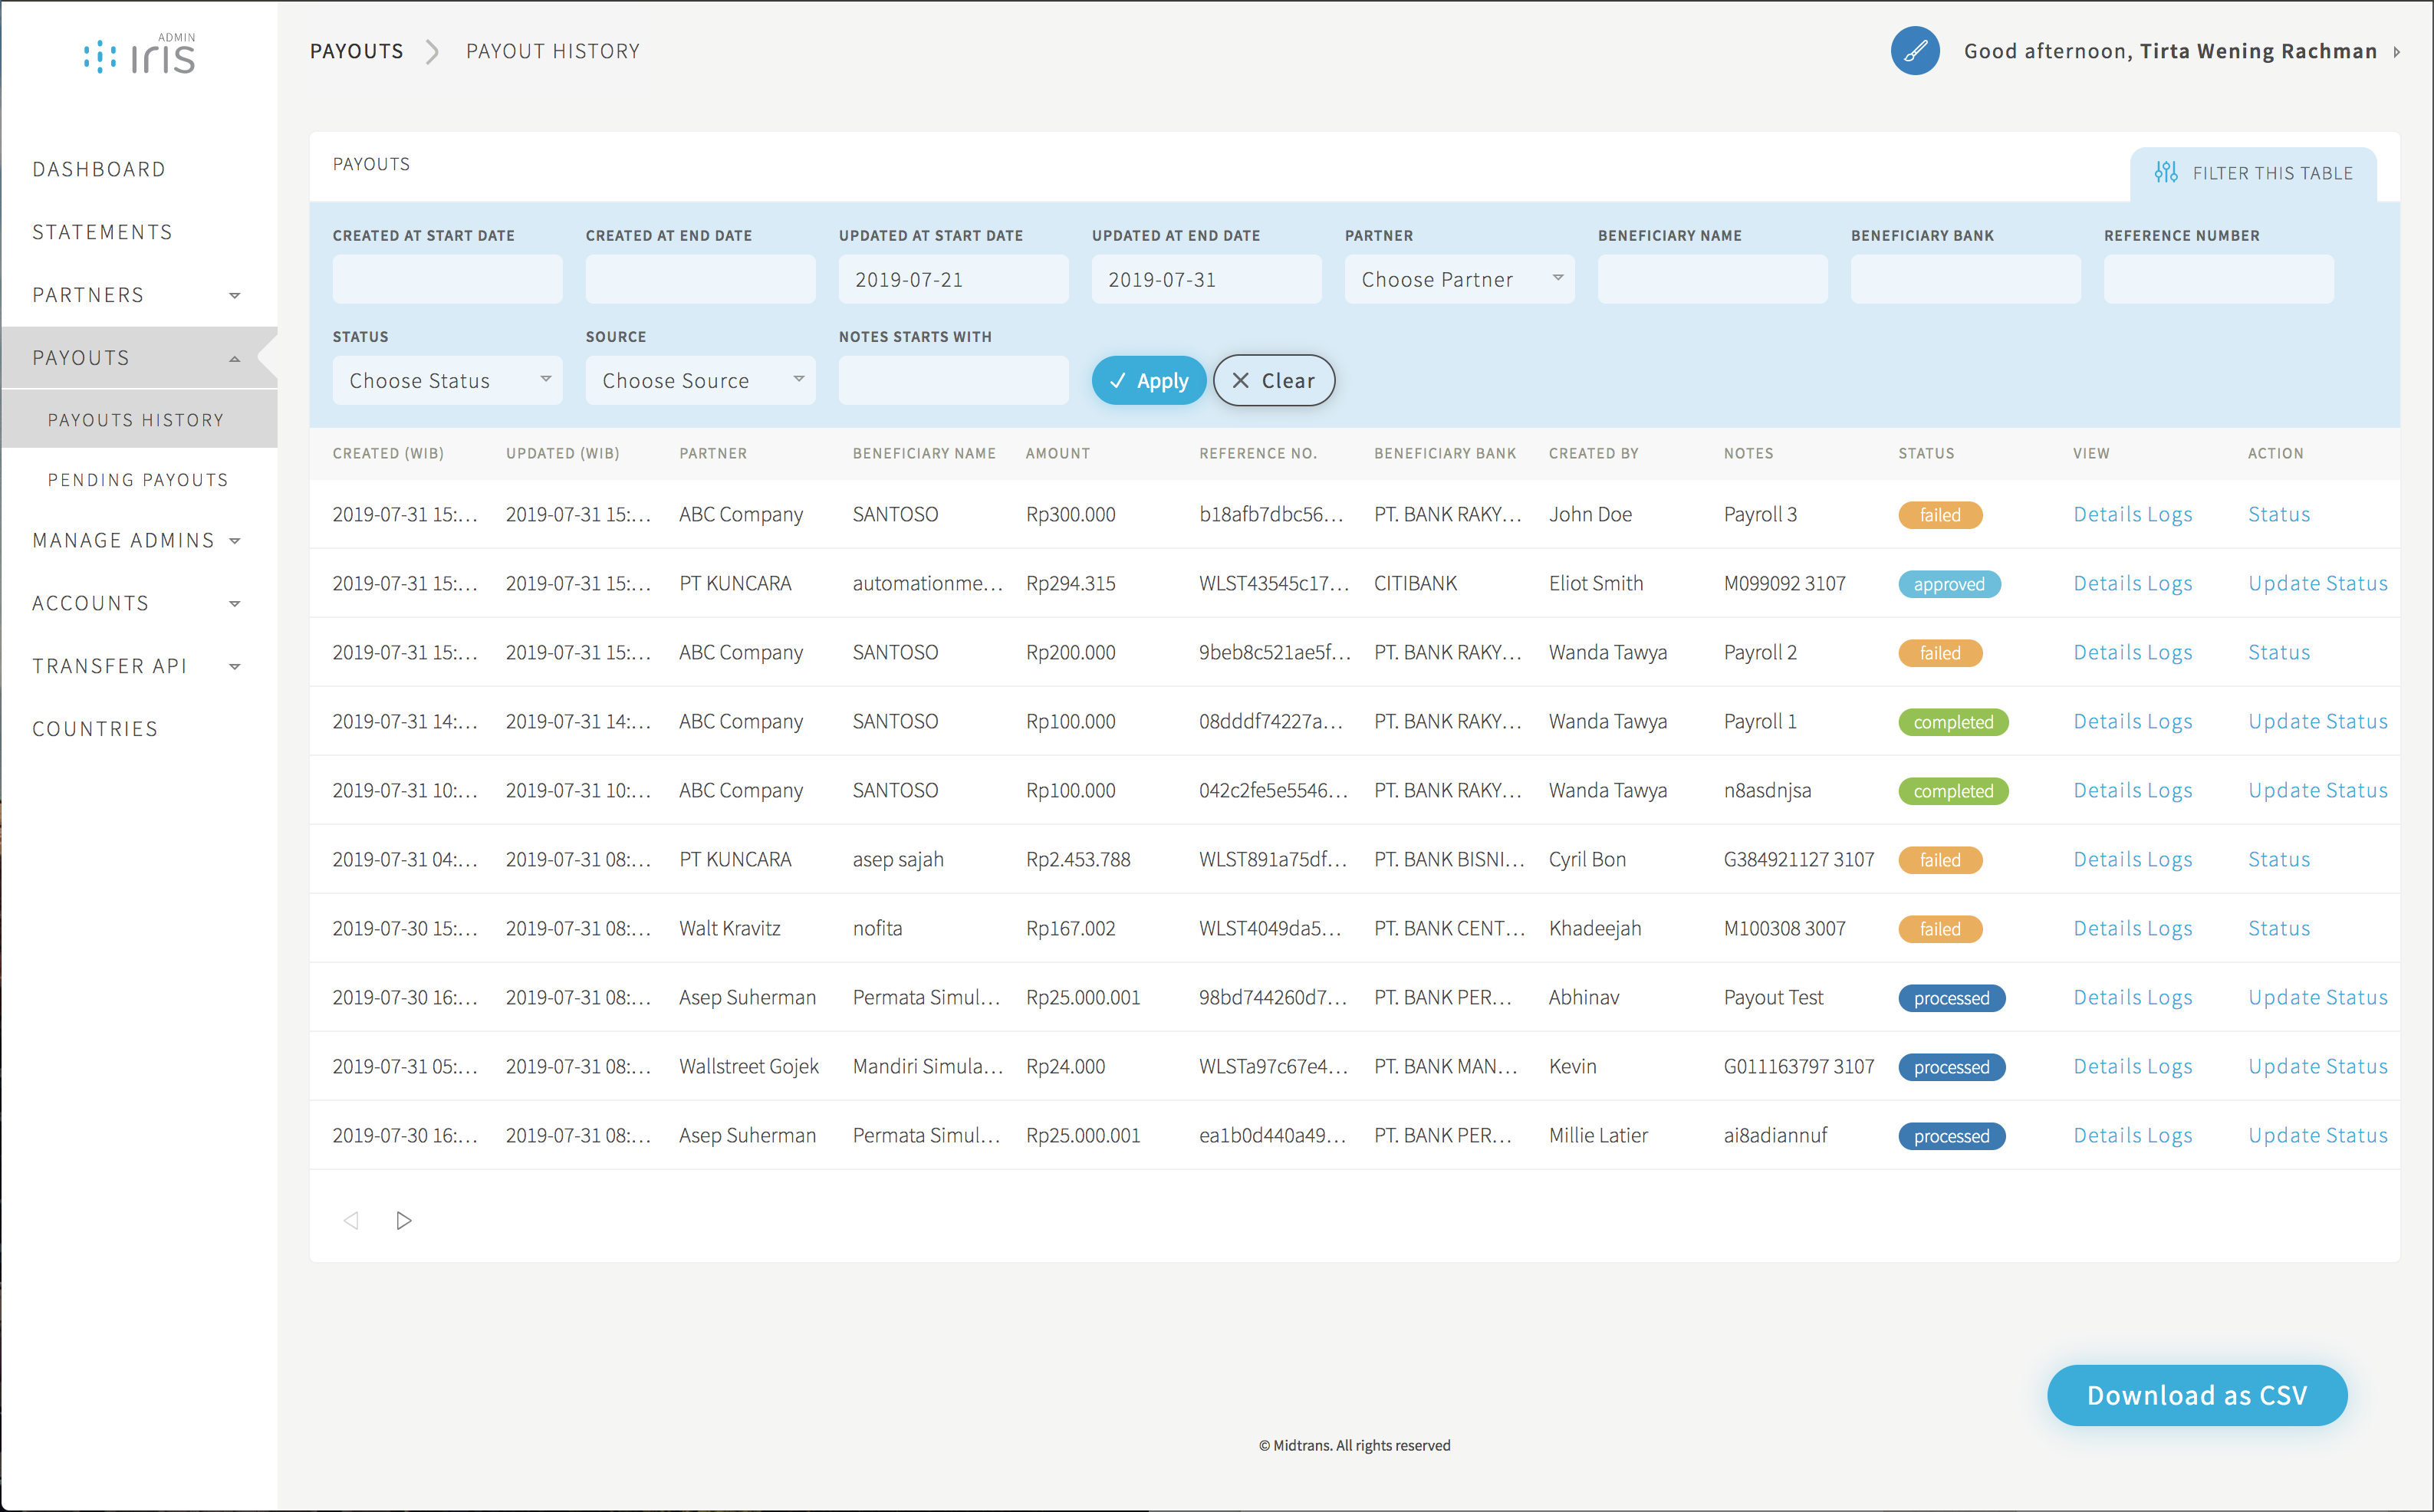 ADMIN
iris
PAYOUTS PAYOUT HISTORY
Good afternoon, Tirta Wening Rachman
DASHBOARD
STATEMENTS
PARTNERS
PAYOUTS
PAYOUTS HISTORY
PENDING PAYOUTS
MANAGE ADMINS
ACCOUNTS
TRANSFER API
COUNTRIES
PAYOUTS
FILTER THIS TABLE
CREATED AT START DATE CREATED AT END DATE UPDATED AT START DATE UPDATED AT END DATE PARTNER BENEFICIARY NAME BENEFICIARY BANK REFERENCE NUMBER
2019-07-21 2019-07-31 Choose Partner
STATUS SOURCE NOTES STARTS WITH
Choose Status Choose Source Apply Clear
CREATED (WIB) UPDATED (WIB) PARTNER BENEFICIARY NAME AMOUNT REFERENCE NO. BENEFICIARY BANK CREATED BY NOTES STATUS VIEW ACTION
2019-07-31 15:... 2019-07-31 15:... ABC Company SANTOSO Rp300.000 b18afb7dbc56... PT. BANK RAKY... John Doe Payroll 3 failed Details Logs Status
2019-07-31 15:... 2019-07-31 15:... PT KUNCARA automationme... Rp294.315 WLST43545c17... CITIBANK Eliot Smith M099092 3107 approved Details Logs Update Status
2019-07-31 15:... 2019-07-31 15:... ABC Company SANTOSO Rp200.000 9beb8c521ae5f... PT. BANK RAKY... Wanda Tawya Payroll 2 failed Details Logs Status
2019-07-31 14:... 2019-07-31 14:... ABC Company SANTOSO Rp100.000 08dddf74227a... PT. BANK RAKY... Wanda Tawya Payroll 1 completed Details Logs Update Status
2019-07-31 10:... 2019-07-31 10:... ABC Company SANTOSO Rp100.000 042c2fe5e5546... PT. BANK RAKY... Wanda Tawya n8asdnjsa completed Details Logs Update Status
2019-07-31 04:... 2019-07-31 08:... PT KUNCARA asep sajah Rp2.453.788 WLST891a75df... PT. BANK BISNI... Cyril Bon G384921127 3107 failed Details Logs Status
2019-07-30 15:... 2019-07-31 08:... Walt Kravitz nofita Rp167.002 WLST4049da5... PT. BANK CENT... Khadeejah M100308 3007 failed Details Logs Status
2019-07-30 16:... 2019-07-31 08:... Asep Suherman Permata Simul... Rp25.000.001 98bd744260d7... PT. BANK PER... Abhinav Payout Test processed Details Logs Update Status
2019-07-31 05:... 2019-07-31 08:... Wallstreet Gojek Mandiri Simula... Rp24.000 WLSTa97c67e4... PT. BANK MAN... Kevin G011163797 3107 processed Details Logs Update Status
2019-07-30 16:... 2019-07-31 08:... Asep Suherman Permata Simul... Rp25.000.001 ea1b0d440a49... PT. BANK PER... Millie Latier ai8adiannuf processed Details Logs Update Status
Download as CSV
© Midtrans. All rights reserved